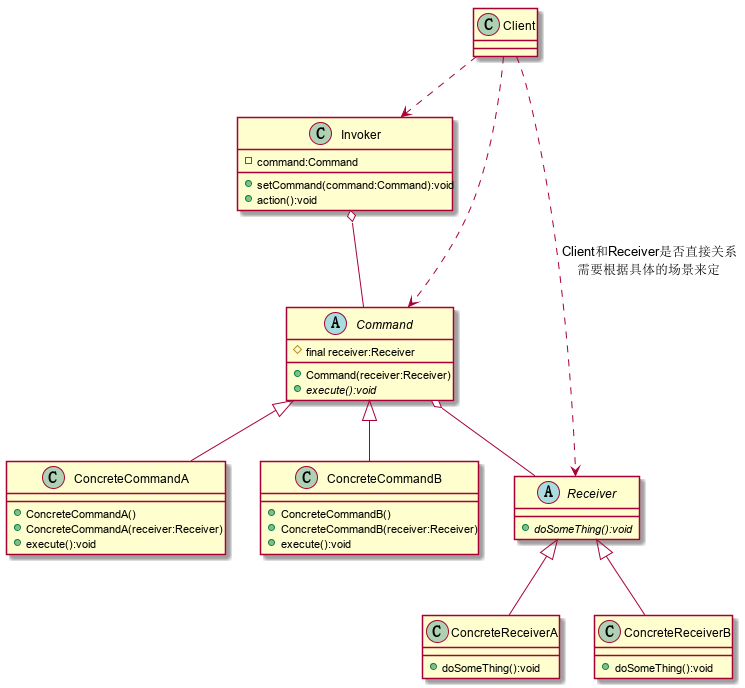 C Client
C Invoker
command:Command
setCommand(command:Command):void
action():void
Client和Receiver是否直接关系
需要根据具体的场景来定
A Command
final receiver:Receiver
Command(receiver:Receiver)
execute():void
C ConcreteCommandA
ConcreteCommandA()
ConcreteCommandA(receiver:Receiver)
execute():void
C ConcreteCommandB
ConcreteCommandB()
ConcreteCommandB(receiver:Receiver)
execute():void
A Receiver
doSomeThing():void
C ConcreteReceiverA
doSomeThing():void
C ConcreteReceiverB
doSomeThing():void